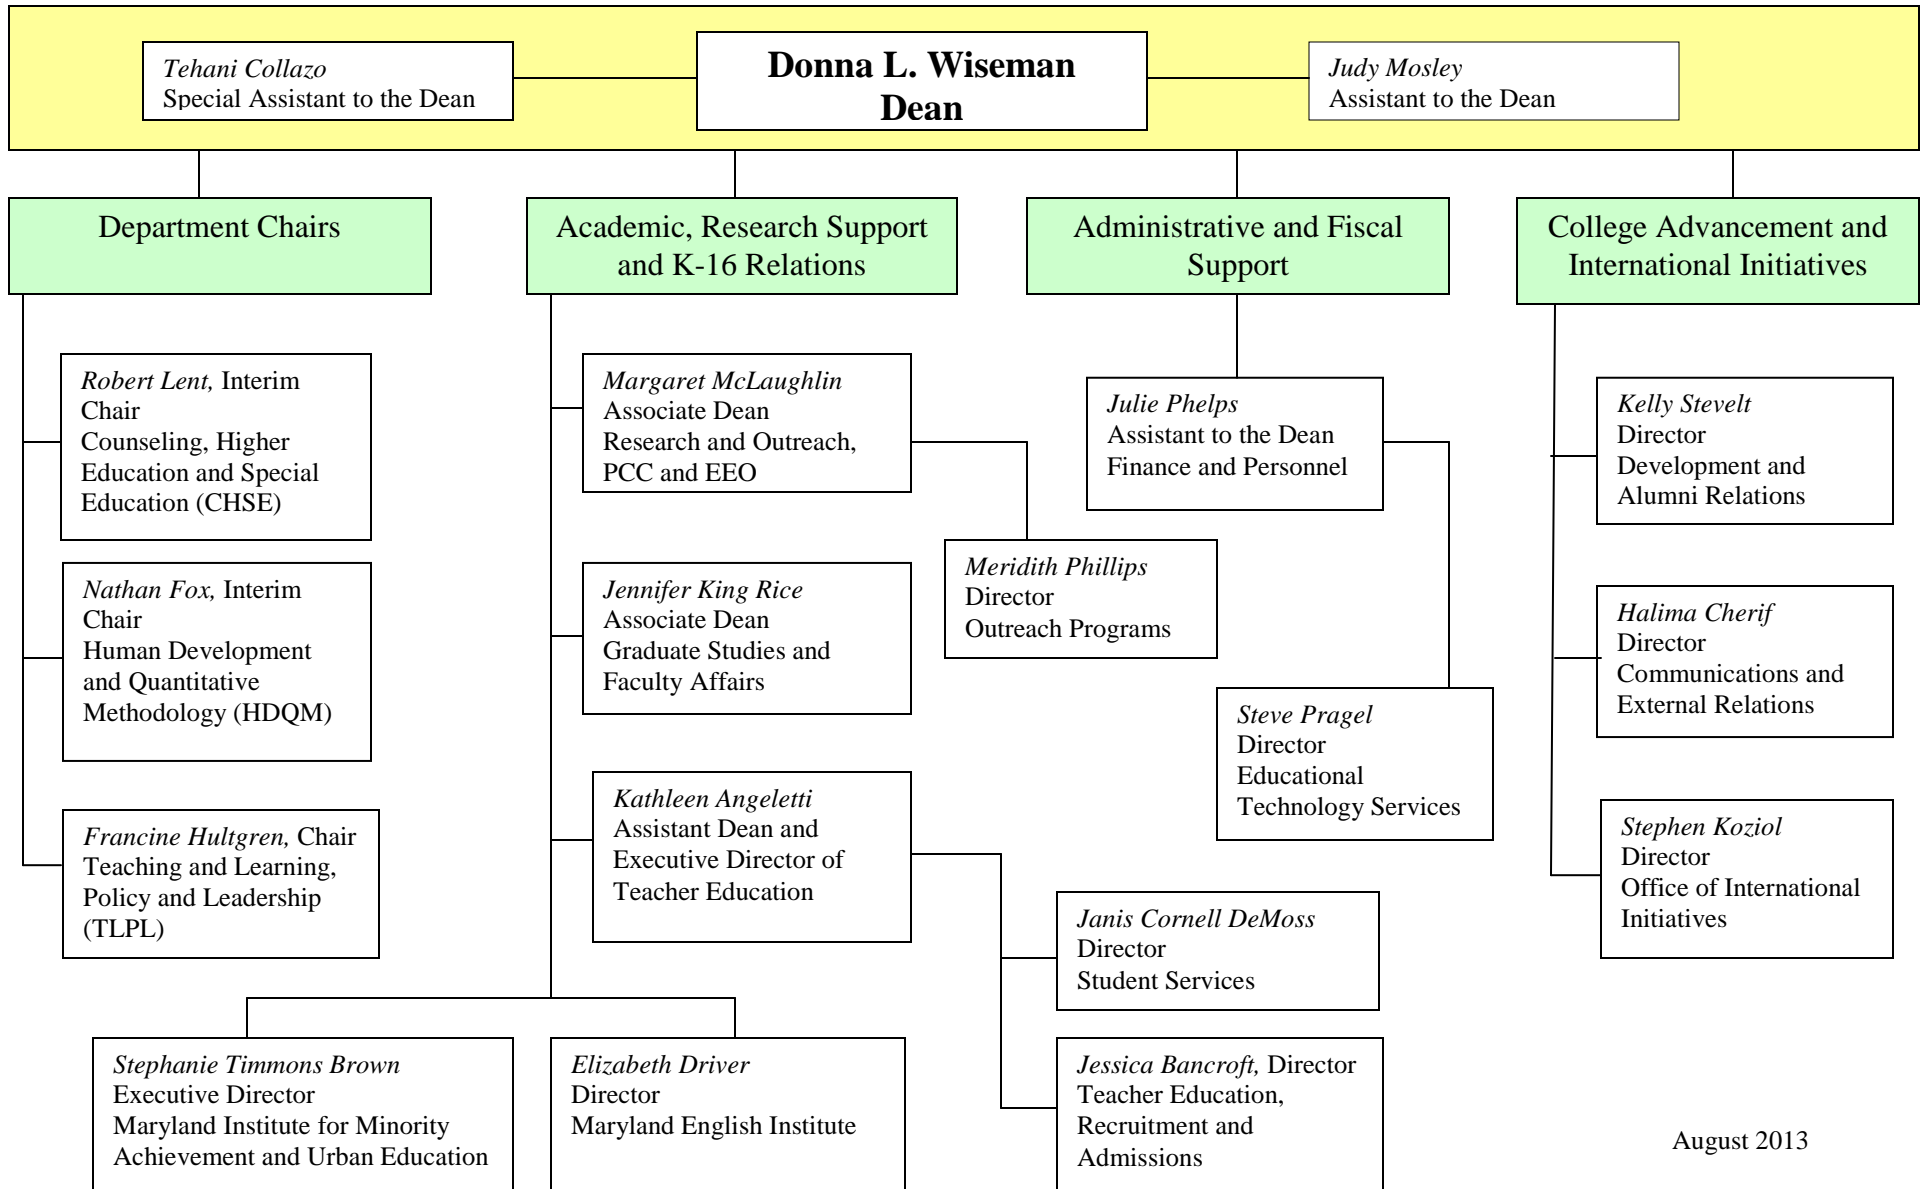 Tehani Collazo
Special Assistant to the Dean
Donna L. Wiseman
Dean
Judy Mosley
Assistant to the Dean
Department Chairs
Academic, Research Support
and K-16 Relations
Administrative and Fiscal
Support
College Advancement and
International Initiatives
Robert Lent, Interim
Chair
Counseling, Higher
Education and Special
Education (CHSE)
Nathan Fox, Interim
Chair
Human Development
and Quantitative
Methodology (HDQM)
Francine Hultgren, Chair
Teaching and Learning,
Policy and Leadership
(TLPL)
Margaret McLaughlin
Associate Dean
Research and Outreach,
PCC and EEO
Meridith Phillips
Director
Outreach Programs
Jennifer King Rice
Associate Dean
Graduate Studies and
Faculty Affairs
Kathleen Angeletti
Assistant Dean and
Executive Director of
Teacher Education
Janis Cornell DeMoss
Director
Student Services
Jessica Bancroft, Director
Teacher Education,
Recruitment and
Admissions
Stephanie Timmons Brown
Executive Director
Maryland Institute for Minority
Achievement and Urban Education
Elizabeth Driver
Director
Maryland English Institute
Julie Phelps
Assistant to the Dean
Finance and Personnel
Steve Pragel
Director
Educational
Technology Services
Kelly Stevelt
Director
Development and
Alumni Relations
Halima Cherif
Director
Communications and
External Relations
Stephen Koziol
Director
Office of International
Initiatives
August 2013